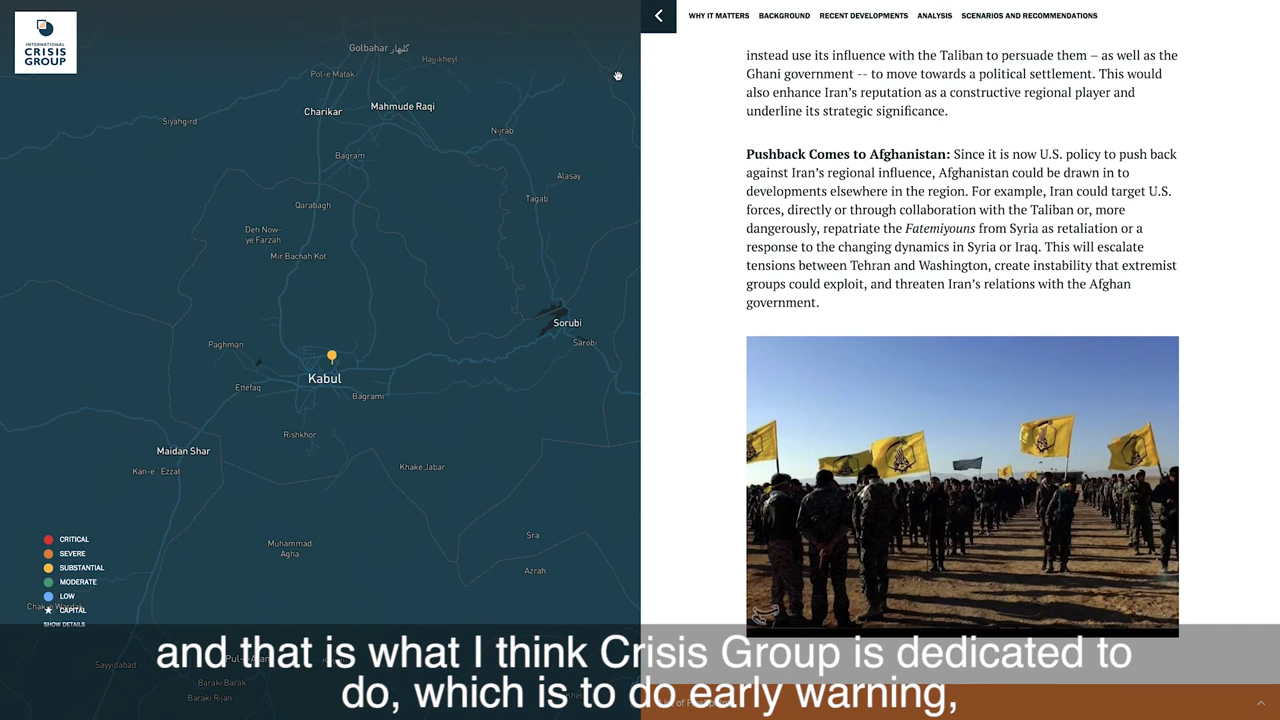 INTERNATIONAL
CRISIS
GROUP
WHY IT MATTERS BACKGROUND RECENT DEVELOPMENTS ANALYSIS SCENARIOS AND RECOMMENDATIONS
instead use its influence with the Taliban to persuade them – as well as the
Ghani government -- to move towards a political settlement. This would
also enhance Iran’s reputation as a constructive regional player and
underline its strategic significance.
Pushback Comes to Afghanistan: Since it is now U.S. policy to push back
against Iran’s regional influence, Afghanistan could be drawn in to
developments elsewhere in the region. For example, Iran could target U.S.
forces, directly or through collaboration with the Taliban or, more
dangerously, repatriate the Fatemiyouns from Syria as retaliation or a
response to the changing dynamics in Syria or Iraq. This will escalate
tensions between Tehran and Washington, create instability that extremist
groups could exploit, and threaten Iran’s relations with the Afghan
government.
Golbahar گلبهار
Hajjikheyl
Pol-e Matak
Charikar
Mahmude Raqi
Siyahgird
Nijrab
Bagram
Alasay
Tagab
Qarabagh
Deh Now-
ye Farzah
Mir Bachah Kot
Sorubi
Sarobi
Paghman
Kabul
Ettefaq
Bagrami
Rishkhor
Maidan Shar
Kan-e Ezzat
Khake Jabar
Sra
Muhammad
Agha
Azrah
CRITICAL
SEVERE
SUBSTANTIAL
MODERATE
LOW
CAPITAL
SHOW DETAILS
Sayyidabad
Baraki Barak
Baraki Rijan
and that is what I think Crisis Group is dedicated to
do, which is to do early warning,